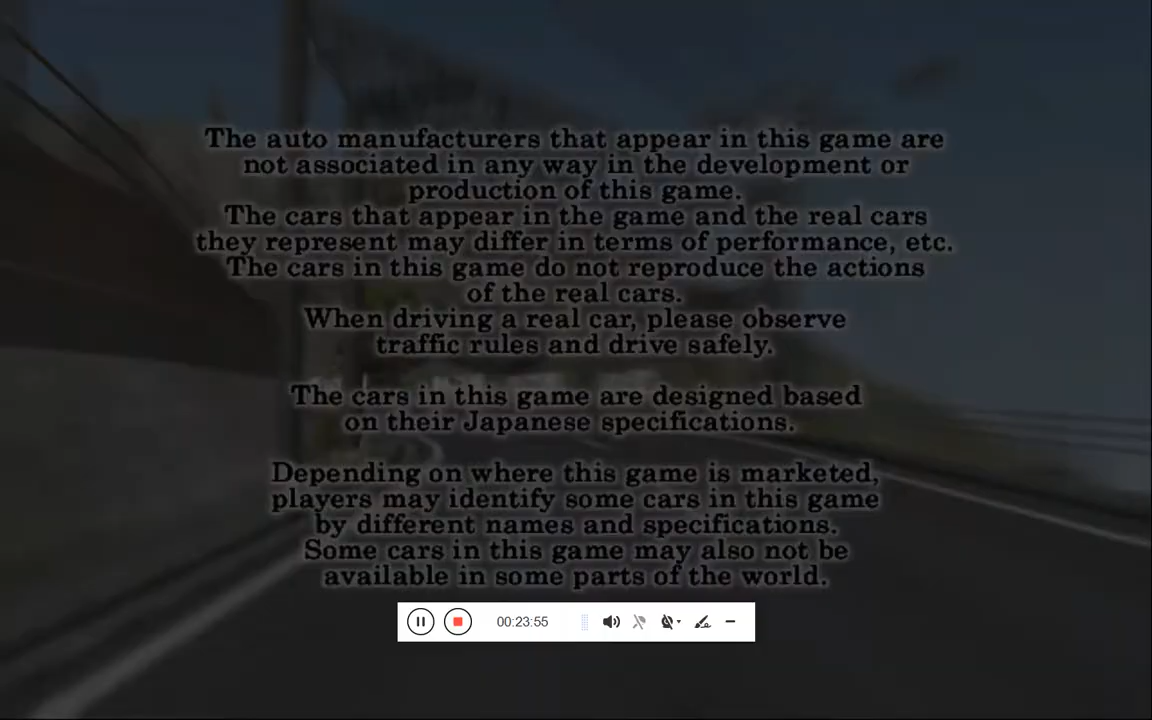 The auto manufacturers that appear in this game are
not associated in any way in the development or
production of this game.
The cars that appear in the game and the real cars
they represent may differ in terms of performance, etc.
The cars in this game do not reproduce the actions
of the real cars.
When driving a real car, please observe
traffic rules and drive safely.
The cars in this game are designed based
on their Japanese specifications.
Depending on where this game is marketed,
players may identify some cars in this game
by different names and specifications.
Some cars in this game may also not be
available in some parts of the world.
00:23:55